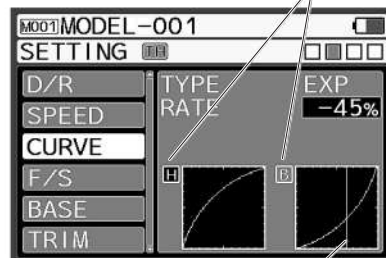 M001 MODEL-001
SETTING TH
D/R
SPEED
CURVE
F/S
BASE
TRIM
TYPE EXP
RATE -45%
H
B